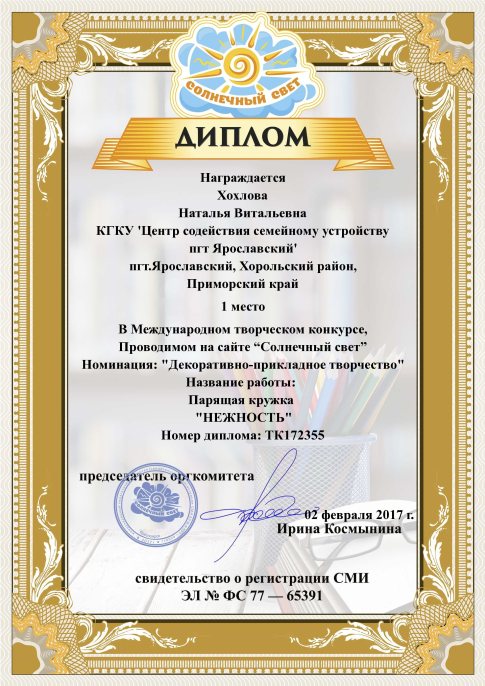 СОЛНЕЧНЫЙ СВЕТ
ДИПЛОМ
Награждается
Хохлова
Наталья Витальевна
КГКУ 'Центр содействия семейному устройству
пгт Ярославский'
пгт.Ярославский, Хорольский район,
Приморский край
1 место
В Международном творческом конкурсе,
Проводимом на сайте “Солнечный свет”
Номинация: "Декоративно-прикладное творчество"
Название работы:
Парящая кружка
"НЕЖНОСТЬ"
Номер диплома: ТК172355
председатель оргкомитета
02 февраля 2017 г.
Ирина Космынина
свидетельство о регистрации СМИ
ЭЛ № ФС 77 — 65391